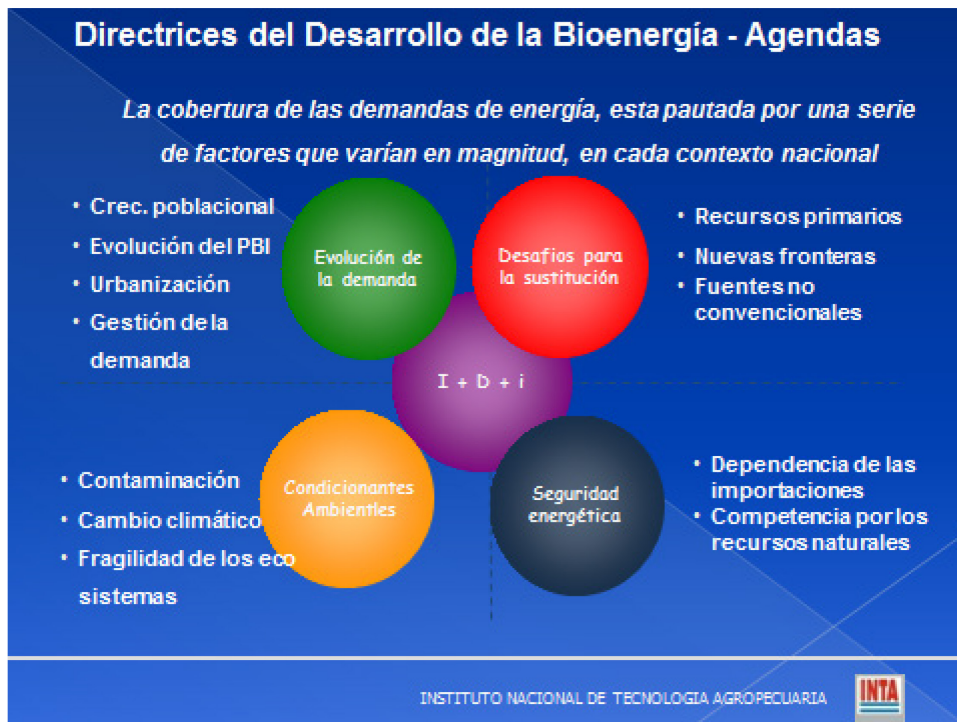 Directrices del Desarrollo de la Bioenergía - Agendas
La cobertura de las demandas de energía, esta pautada por una serie
de factores que varían en magnitud, en cada contexto nacional
• Crec. poblacional
• Evolución del PBI
• Urbanización
• Gestión de la
demanda
Evolución de
la demanda
Desafios para
la sustitución
• Recursos primarios
• Nuevas fronteras
• Fuentes no
convencionales
I + D + i
• Contaminación
• Cambio climático
• Fragilidad de los eco
sistemas
Condicionantes
Ambientles
Seguridad
energética
• Dependencia de las
importaciones
• Competencia por los
recursos naturales
INSTITUTO NACIONAL DE TECNOLOGIA AGROPECUARIA
INTA